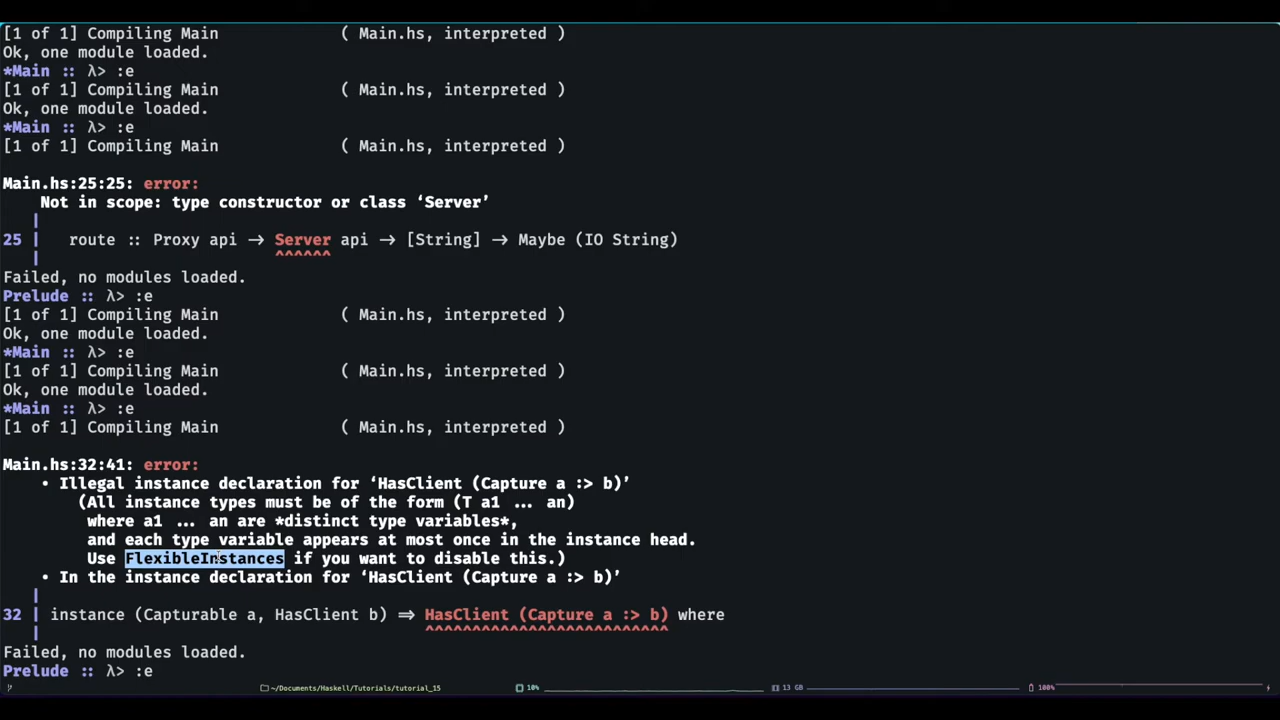 [1 of 1] Compiling Main             ( Main.hs, interpreted )
Ok, one module loaded.
*Main :: λ> :e
[1 of 1] Compiling Main             ( Main.hs, interpreted )
Ok, one module loaded.
*Main :: λ> :e
[1 of 1] Compiling Main             ( Main.hs, interpreted )
Main.hs:25:25: error:
    Not in scope: type constructor or class ‘Server’
   |
25 |   route :: Proxy api → Server api → [String] → Maybe (IO String)
   |                        ^^^^^^
Failed, no modules loaded.
Prelude :: λ> :e
[1 of 1] Compiling Main             ( Main.hs, interpreted )
Ok, one module loaded.
*Main :: λ> :e
[1 of 1] Compiling Main             ( Main.hs, interpreted )
Ok, one module loaded.
*Main :: λ> :e
[1 of 1] Compiling Main             ( Main.hs, interpreted )
Main.hs:32:41: error:
    • Illegal instance declaration for ‘HasClient (Capture a :> b)’
        (All instance types must be of the form (T a1 ... an)
         where a1 ... an are *distinct type variables*,
         and each type variable appears at most once in the instance head.
         Use FlexibleInstances if you want to disable this.)
    • In the instance declaration for ‘HasClient (Capture a :> b)’
   |
32 | instance (Capturable a, HasClient b) ⇒ HasClient (Capture a :> b) where
   |                                        ^^^^^^^^^^^^^^^^^^^^^^^^^^
Failed, no modules loaded.
Prelude :: λ> :e
~/Documents/Haskell/Tutorials/tutorial_15 10% 13 GB 100%